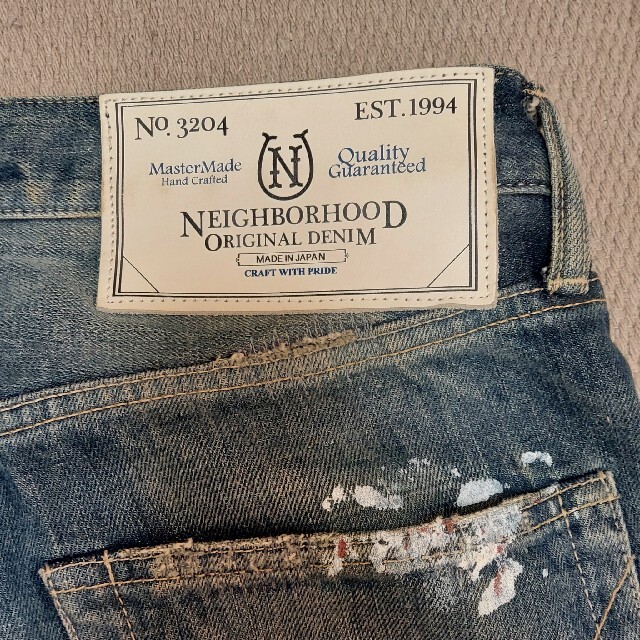 No. 3204
EST. 1994
MasterMade
Hand Crafted
N
Quality
Guaranteed
NEIGHBORHOOD
ORIGINAL DENIM
MADE IN JAPAN
CRAFT WITH PRIDE